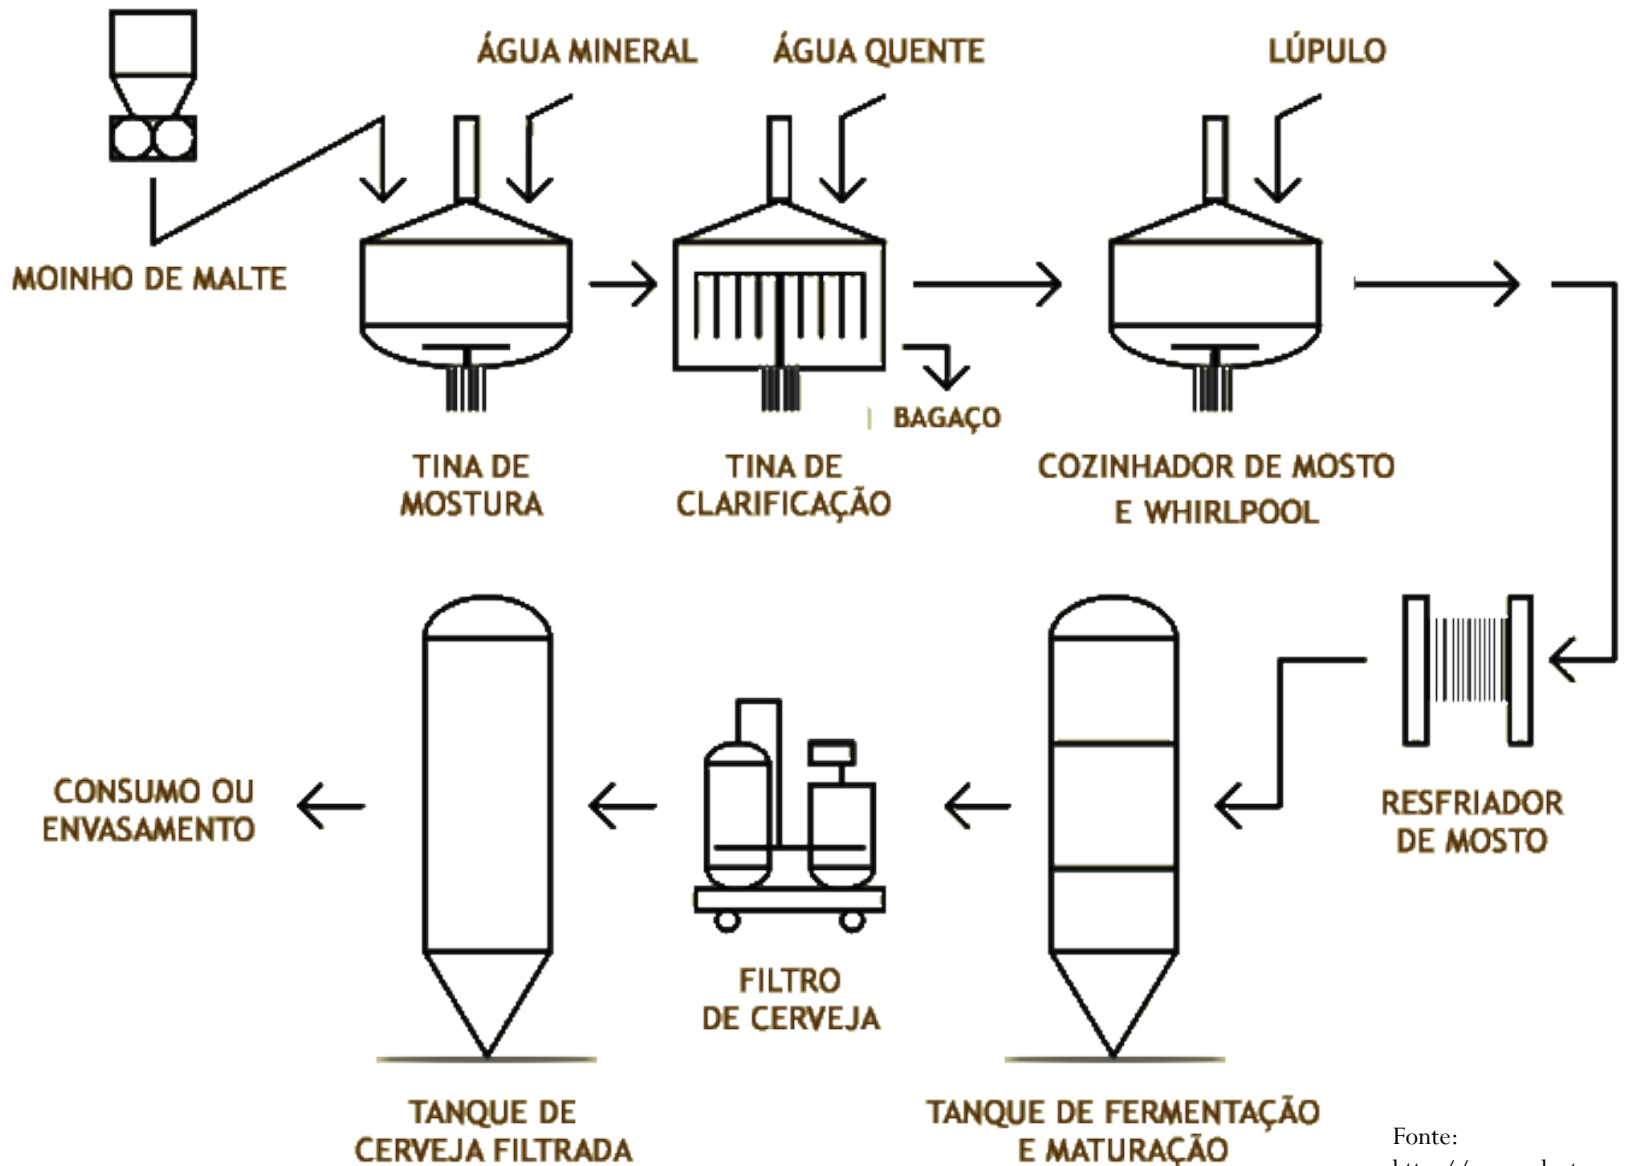 ÁGUA MINERAL
ÁGUA QUENTE
LÚPULO
MOINHO DE MALTE
BAGAÇO
TINA DE
MOSTURA
TINA DE
CLARIFICAÇÃO
COZINHADOR DE MOSTO
E WHIRLPOOL
RESFRIADOR
DE MOSTO
CONSUMO OU
ENVASAMENTO
FILTRO
DE CERVEJA
TANQUE DE
CERVEJA FILTRADA
TANQUE DE FERMENTAÇÃO
E MATURAÇÃO
Fonte: